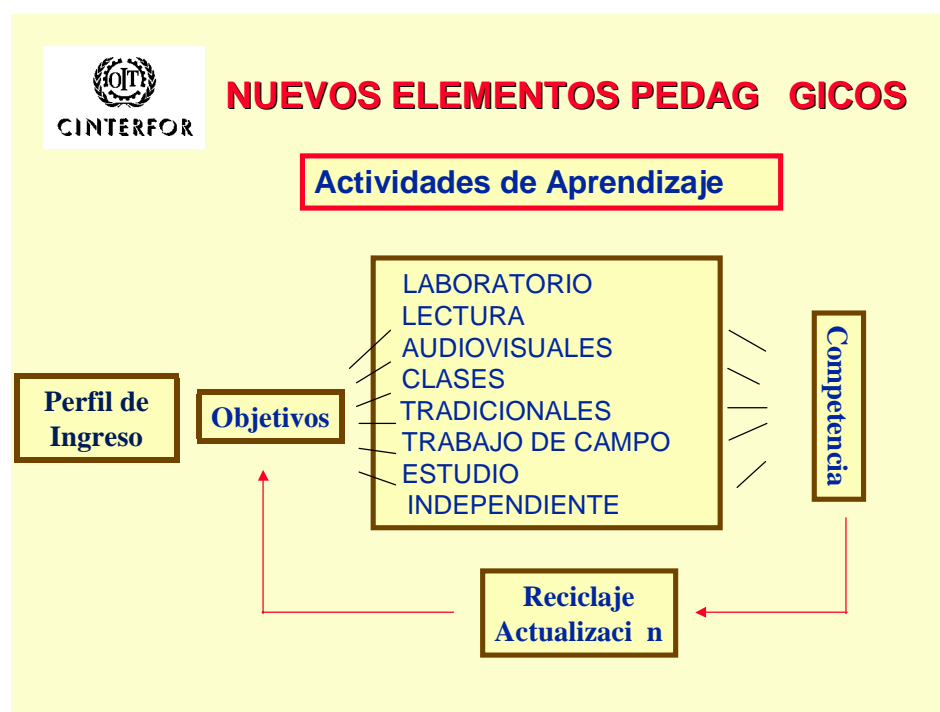 OIT
CINTERFOR
NUEVOS ELEMENTOS PEDAG GICOS
Actividades de Aprendizaje
Perfil de
Ingreso
Objetivos
LABORATORIO
LECTURA
AUDIOVISUALES
CLASES
TRADICIONALES
TRABAJO DE CAMPO
ESTUDIO
INDEPENDIENTE
Competencia
Reciclaje
Actualizaci n